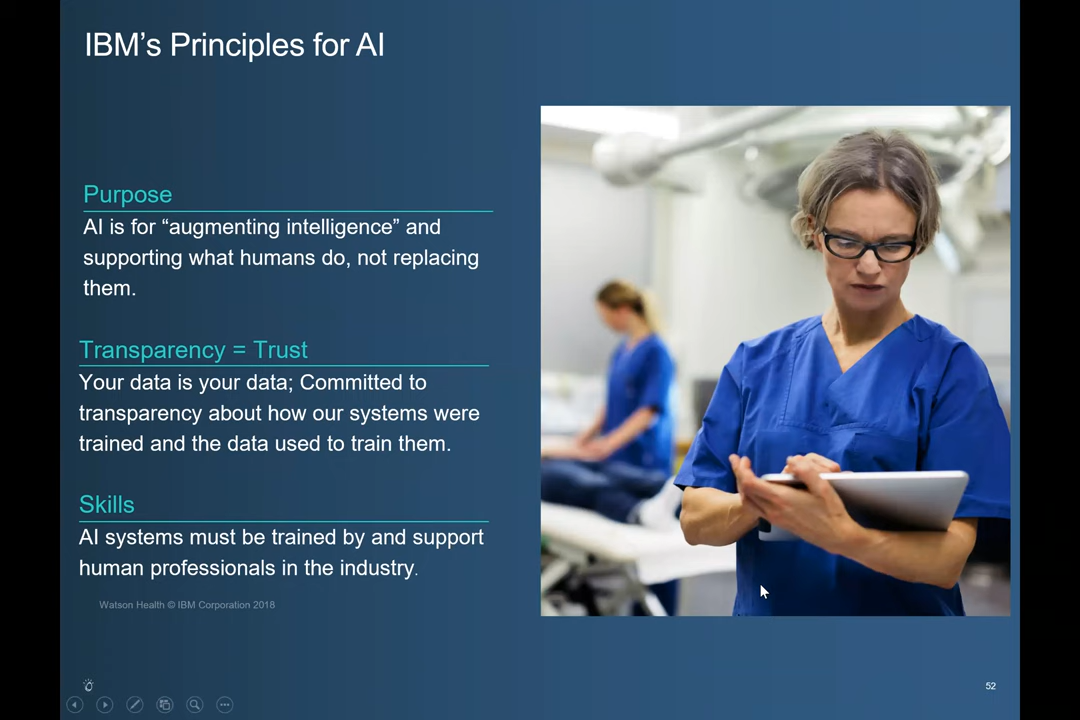 IBM’s Principles for AI
Purpose
AI is for “augmenting intelligence” and
supporting what humans do, not replacing
them.
Transparency = Trust
Your data is your data; Committed to
transparency about how our systems were
trained and the data used to train them.
Skills
AI systems must be trained by and support
human professionals in the industry.
Watson Health © IBM Corporation 2018
52